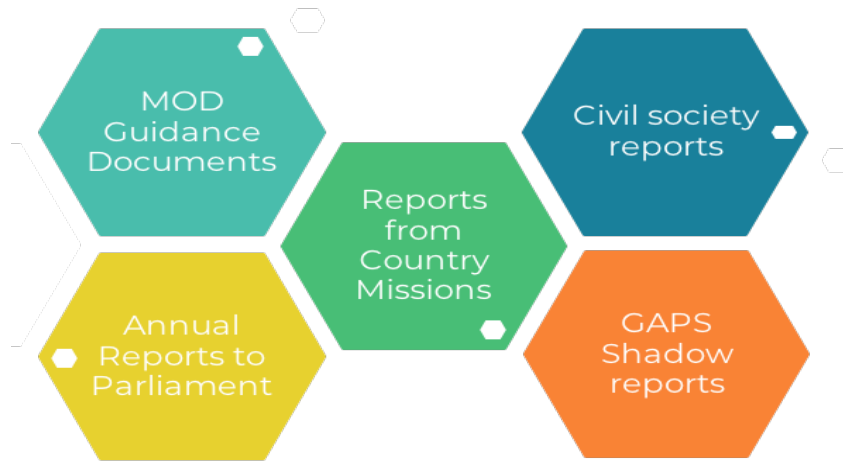 MOD
Guidance
Documents
Civil society
reports
Reports
from
Country
Missions
Annual
Reports to
Parliament
GAPS
Shadow
reports